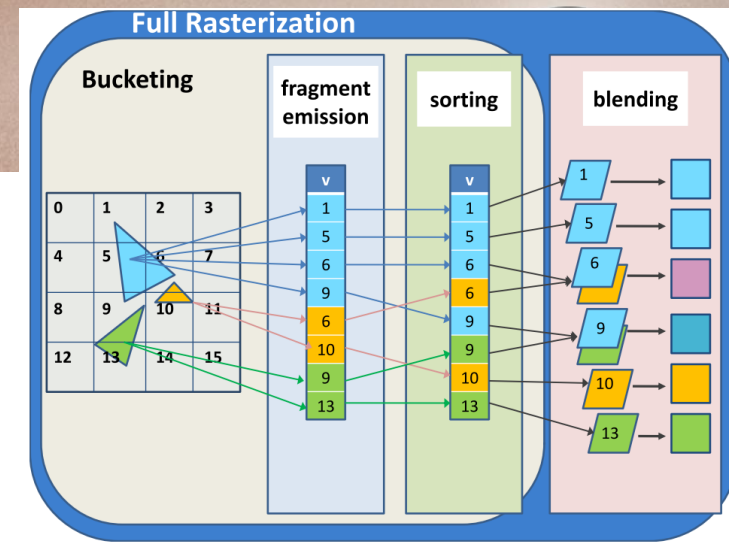 Full Rasterization
Bucketing
fragment
emission
sorting
blending
0 1 2 3
4 5 6 7
8 9 10 11
12 13 14 15
v
1
5
6
9
6
10
9
13
v
1
5
6
6
9
9
10
13
1
5
6
9
10
13